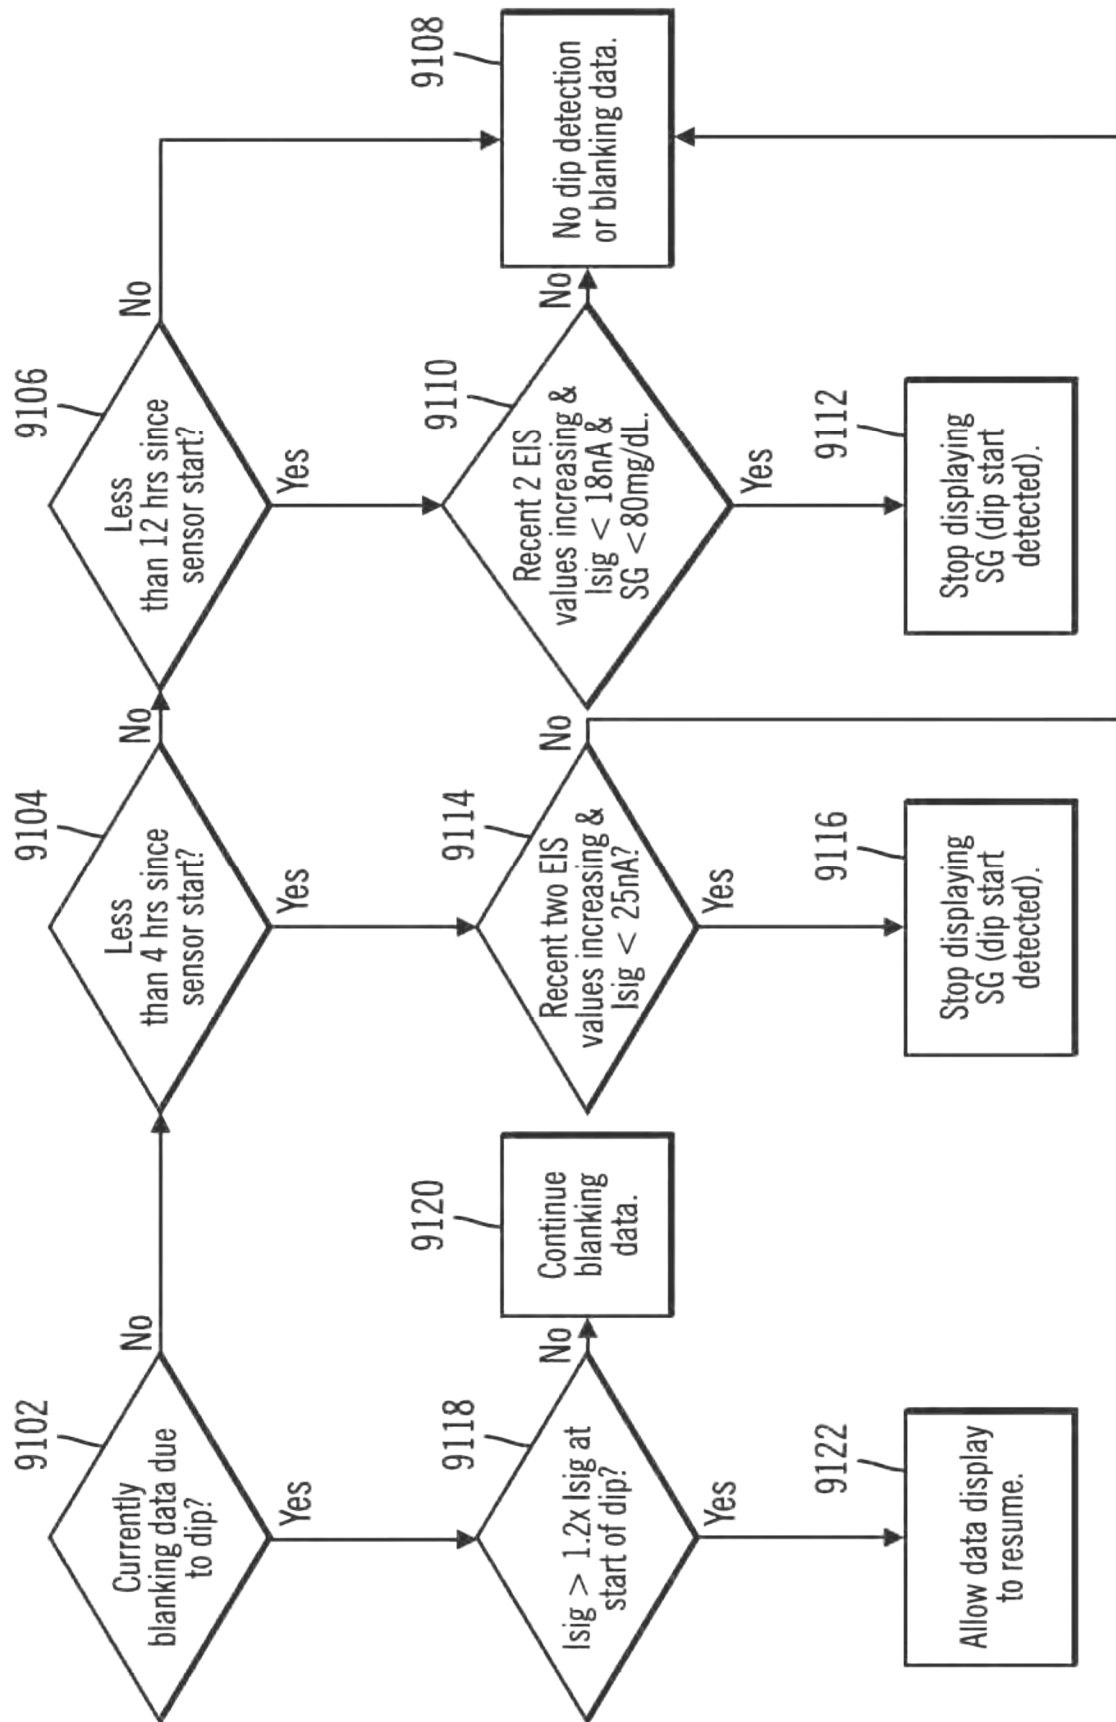 9102
Currently
blanking data due
to dip?
No
Yes
9104
Less
than 4 hrs since
sensor start?
No
Yes
9106
Less
than 12 hrs since
sensor start?
No
Yes
9118
Isig > 1.2x Isig at
start of dip?
No
Yes
9120
Continue
blanking
data.
9114
Recent two EIS
values increasing &
Isig < 25nA?
No
Yes
9110
Recent 2 EIS
values increasing &
Isig < 18nA &
SG <80mg/dL.
No
Yes
9108
No dip detection
or blanking data.
9122
Allow data display
to resume.
9116
Stop displaying
SG (dip start
detected).
9112
Stop displaying
SG (dip start
detected).